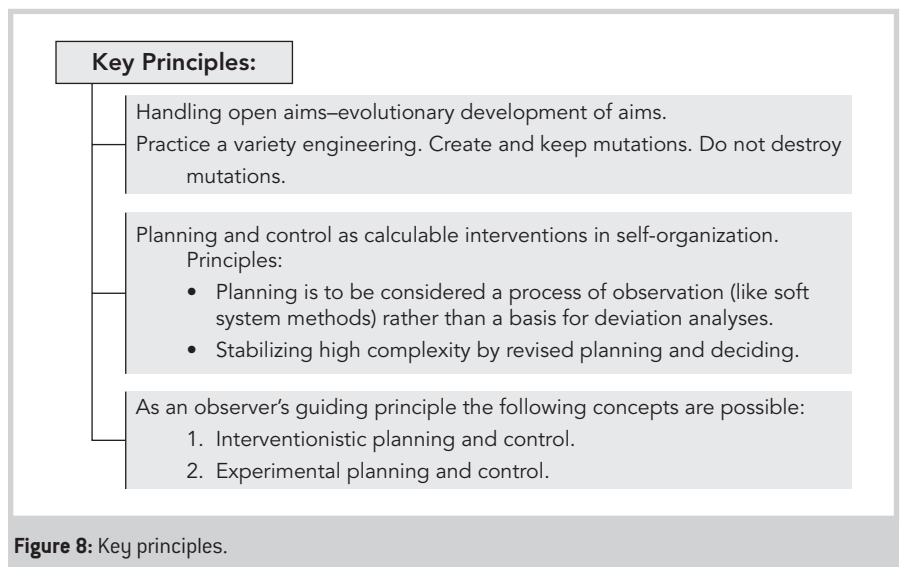 Key Principles:
Handling open aims–evolutionary development of aims.
Practice a variety engineering. Create and keep mutations. Do not destroy
mutations.
Planning and control as calculable interventions in self-organization.
Principles:
• Planning is to be considered a process of observation (like soft
system methods) rather than a basis for deviation analyses.
• Stabilizing high complexity by revised planning and deciding.
As an observer’s guiding principle the following concepts are possible:
1. Interventionistic planning and control.
2. Experimental planning and control.
Figure 8: Key principles.